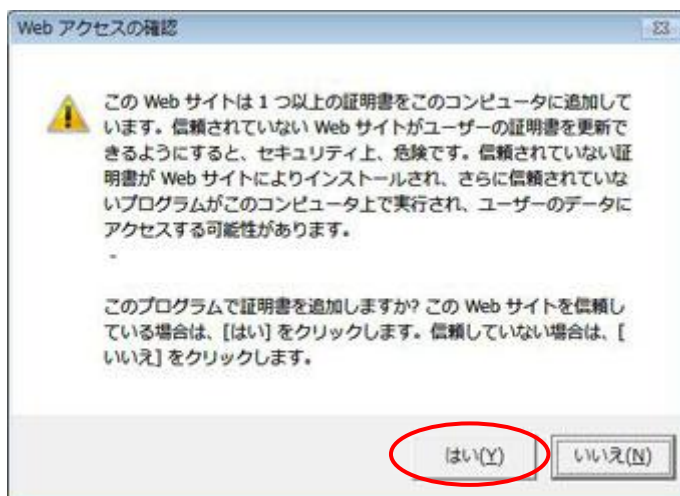 Web アクセスの確認
この Web サイトは 1 つ以上の証明書をこのコンピュータに追加して
います。信頼されていない Web サイトがユーザーの証明書を更新で
きるようにすると、セキュリティ上、危険です。信頼されていない証
明書が Web サイトによりインストールされ、さらに信頼されていな
いプログラムがこのコンピュータ上で実行され、ユーザーのデータに
アクセスする可能性があります。
-
このプログラムで証明書を追加しますか? この Web サイトを信頼し
ている場合は、[はい] をクリックします。信頼していない場合は、[
いいえ] をクリックします。
はい(Y) いいえ(N)